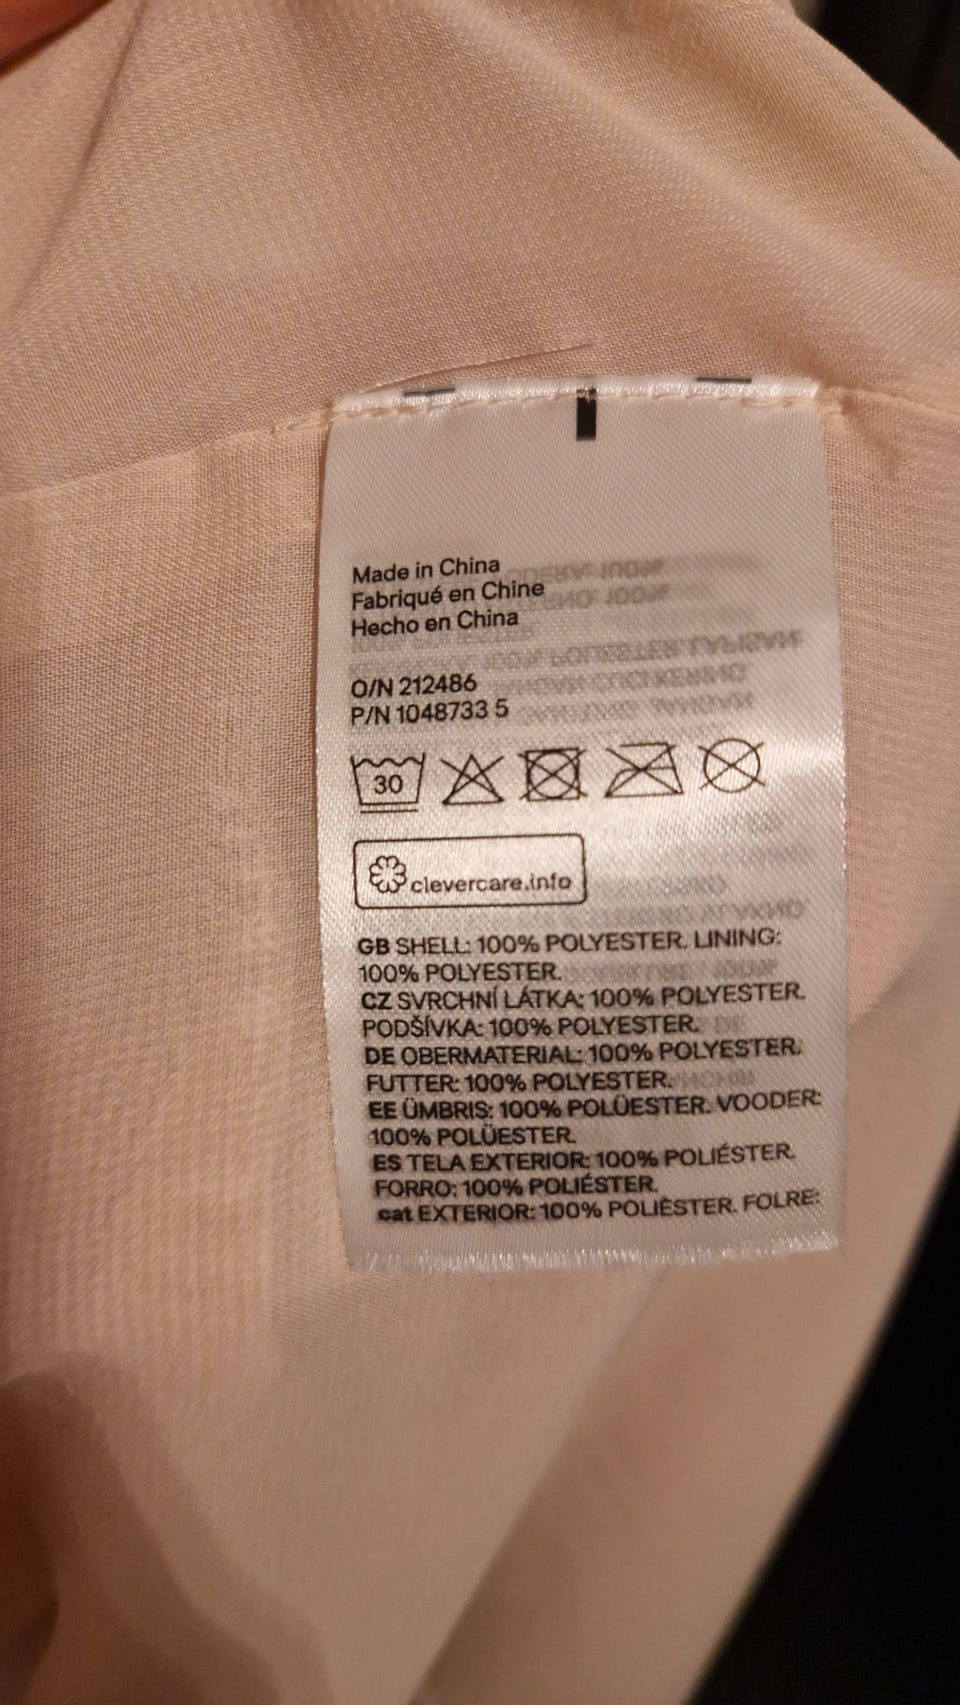 Made in China
Fabriqué en Chine
Hecho en China
O/N 212486
P/N 1048733 5
30
clevercare.info
GB SHELL: 100% POLYESTER. LINING:
100% POLYESTER.
CZ SVRCHNÍ LÁTKA: 100% POLYESTER.
PODŠÍVKA: 100% POLYESTER.
DE OBERMATERIAL: 100% POLYESTER.
FUTTER: 100% POLYESTER.
EE ÜMBRIS: 100% POLÜESTER. VOODER:
100% POLÜESTER.
ES TELA EXTERIOR: 100% POLIÉSTER.
FORRO: 100% POLIÉSTER.
cat EXTERIOR: 100% POLIÈSTER. FOLRE: